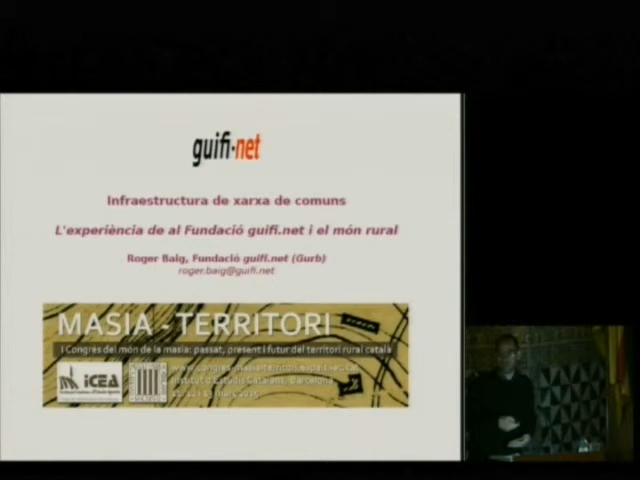 guifi·net
Infraestructura de xarxa de comuns
L'experiència de al Fundació guifi.net i el món rural
Roger Baig, Fundació guifi.net (Gurb)
roger.baig@guifi.net
MASIA - TERRITORI
I Congrés del món de la masia: passat, present i futur del territori rural català
iCEA
Institut d'Estudis Catalans, Barcelona